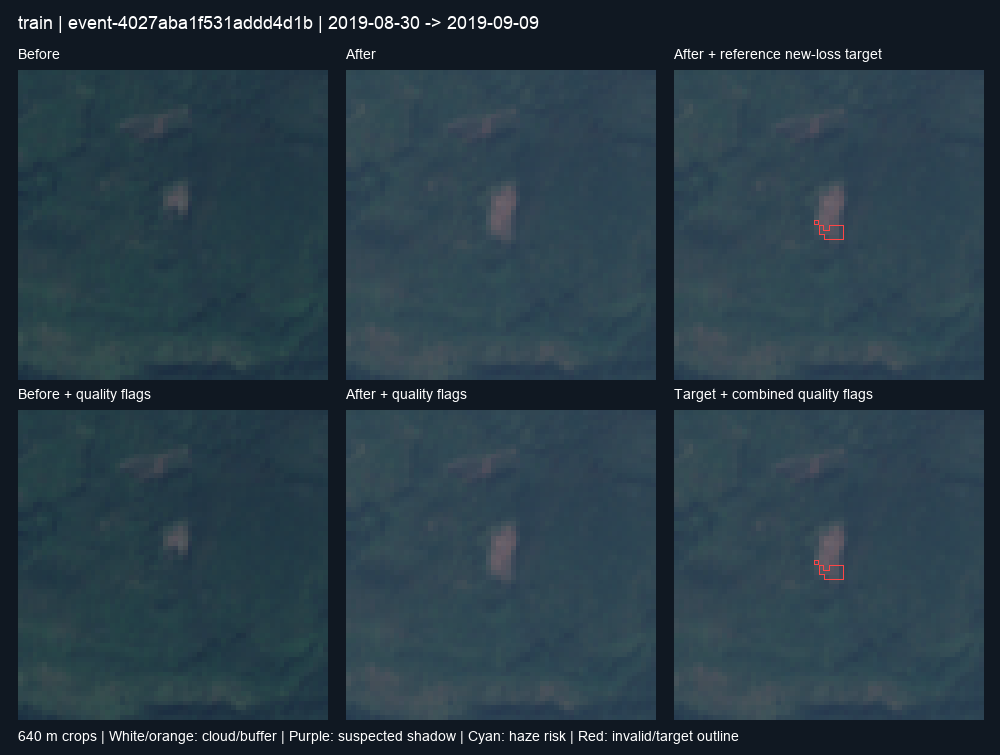 train | event-4027aba1f531addd4d1b | 2019-08-30 -> 2019-09-09
Before
After
After + reference new-loss target
Before + quality flags
After + quality flags
Target + combined quality flags
640 m crops | White/orange: cloud/buffer | Purple: suspected shadow | Cyan: haze risk | Red: invalid/target outline